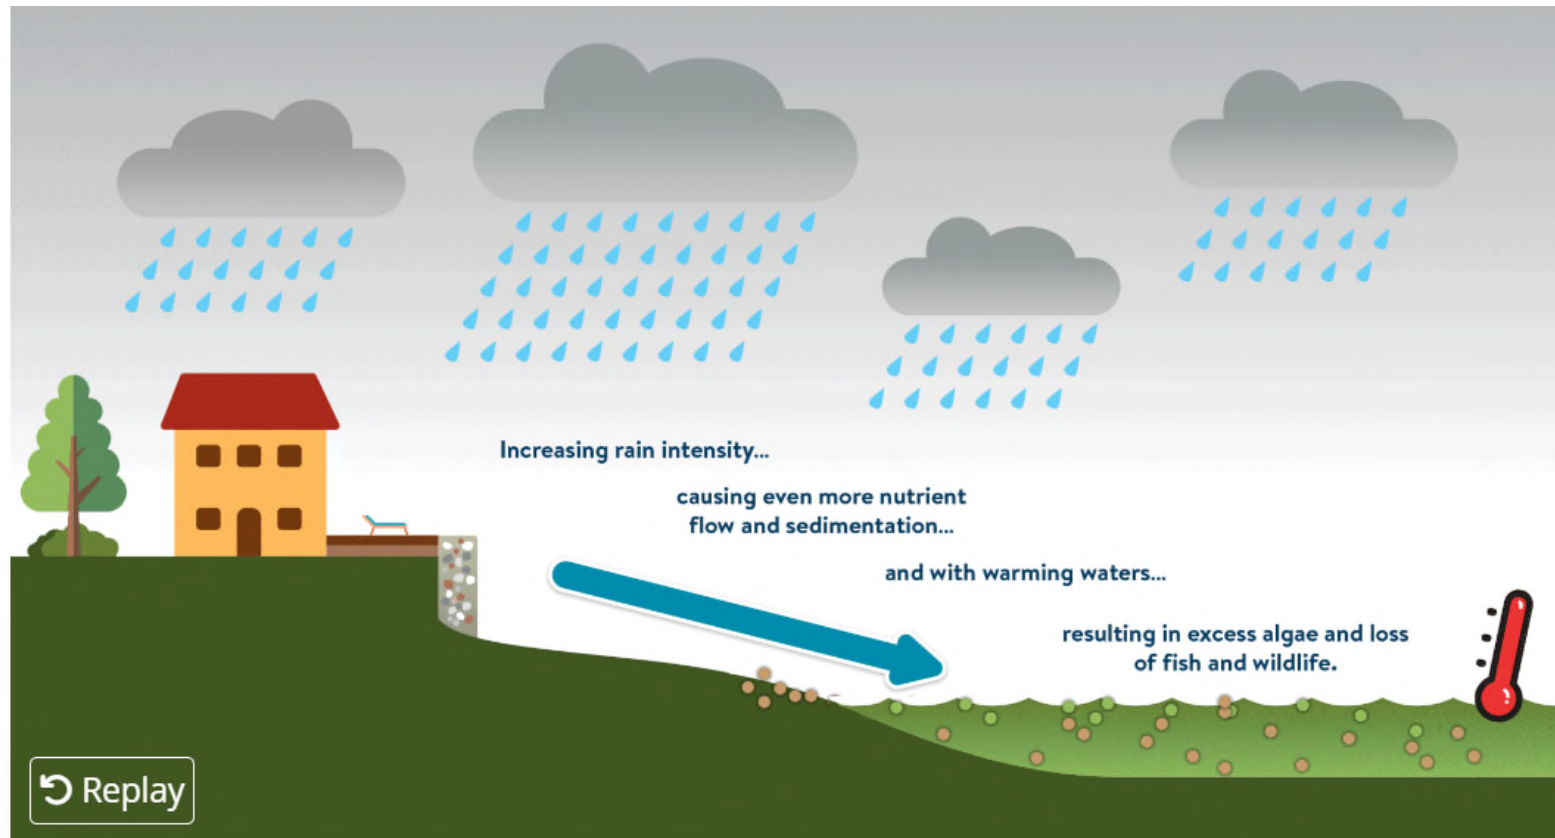 Increasing rain intensity...
causing even more nutrient
flow and sedimentation...
and with warming waters...
resulting in excess algae and loss
of fish and wildlife.
Replay